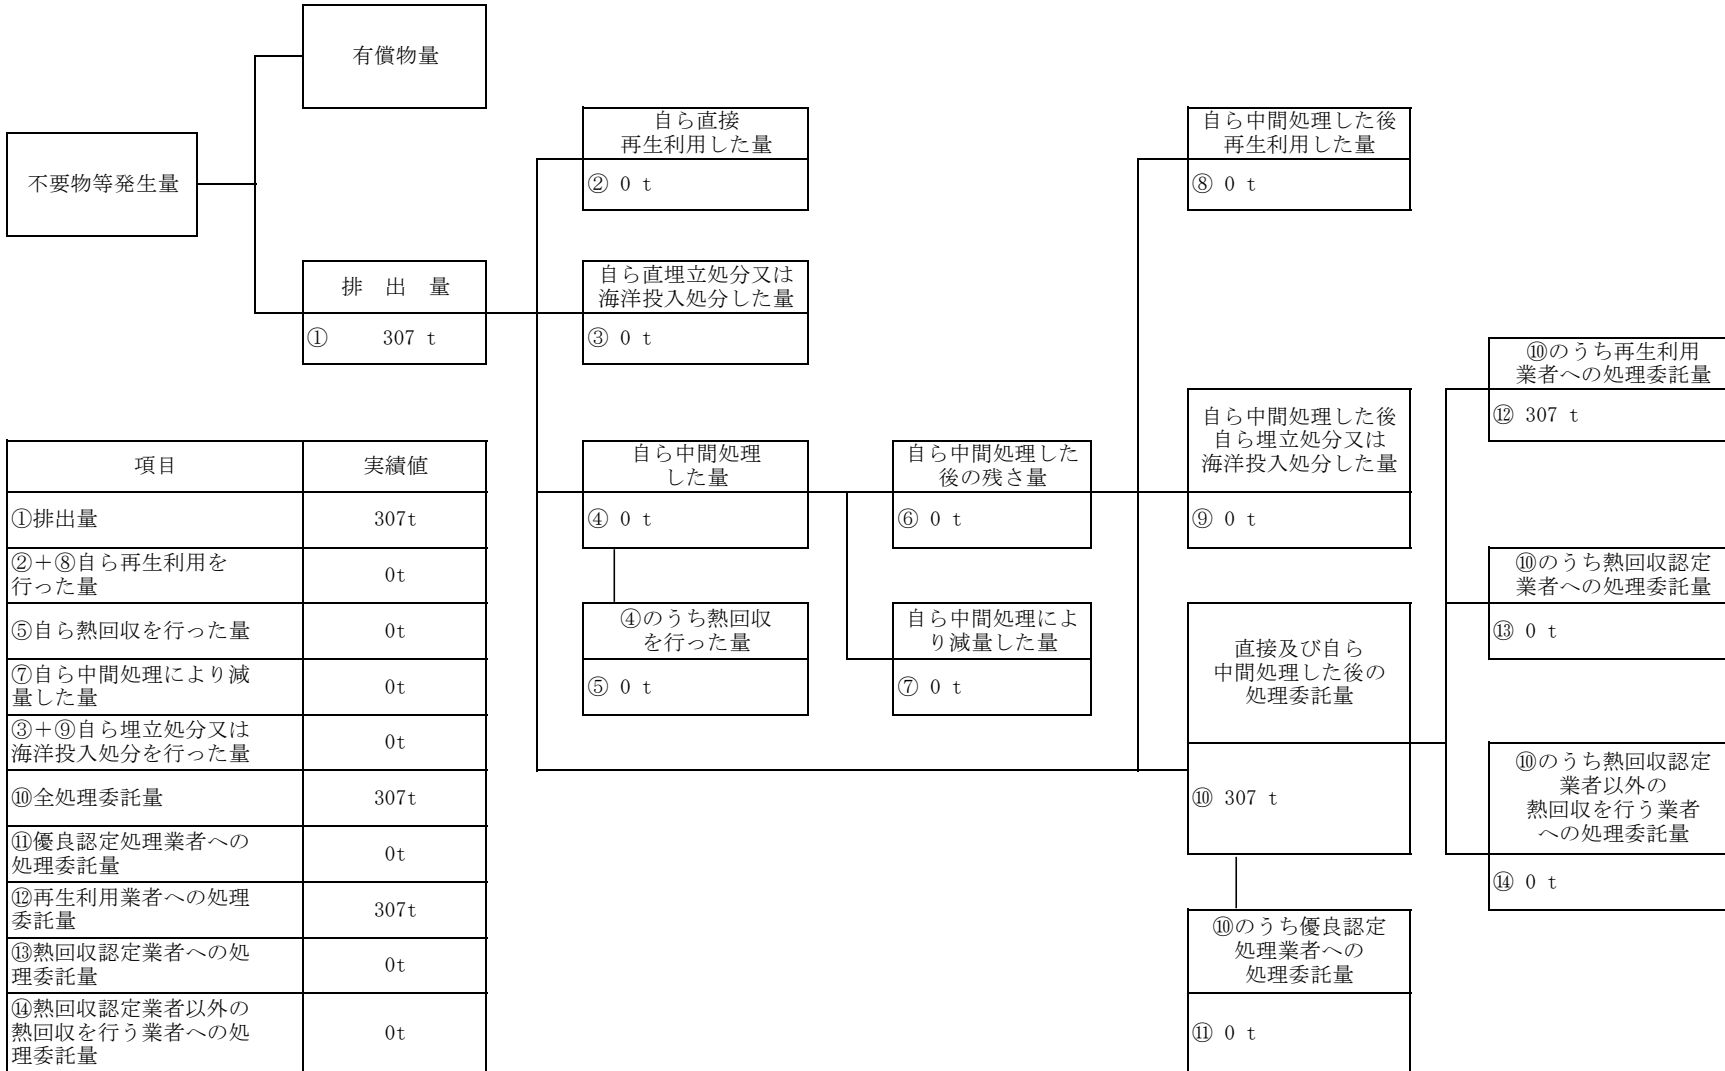 有償物量
不要物等発生量
排 出 量
① 307 t
自ら直接
再生利用した量
② 0 t
自ら直埋立処分又は
海洋投入処分した量
③ 0 t
自ら中間処理
した量
④ 0 t
④のうち熱回収
を行った量
⑤ 0 t
自ら中間処理した
後の残さ量
⑥ 0 t
自ら中間処理によ
り減量した量
⑦ 0 t
自ら中間処理した後
再生利用した量
⑧ 0 t
自ら中間処理した後
自ら埋立処分又は
海洋投入処分した量
⑨ 0 t
直接及び自ら
中間処理した後の
処理委託量
⑩ 307 t
⑩のうち優良認定
処理業者への
処理委託量
⑪ 0 t
⑩のうち再生利用
業者への処理委託量
⑫ 307 t
⑩のうち熱回収認定
業者への処理委託量
⑬ 0 t
⑩のうち熱回収認定
業者以外の
熱回収を行う業者
への処理委託量
⑭ 0 t
項目 実績値
①排出量 307t
②＋⑧自ら再生利用を
行った量 0t
⑤自ら熱回収を行った量 0t
⑦自ら中間処理により減
量した量 0t
③＋⑨自ら埋立処分又は
海洋投入処分を行った量 0t
⑩全処理委託量 307t
⑪優良認定処理業者への
処理委託量 0t
⑫再生利用業者への処理
委託量 307t
⑬熱回収認定業者への処
理委託量 0t
⑭熱回収認定業者以外の
熱回収を行う業者への処
理委託量 0t